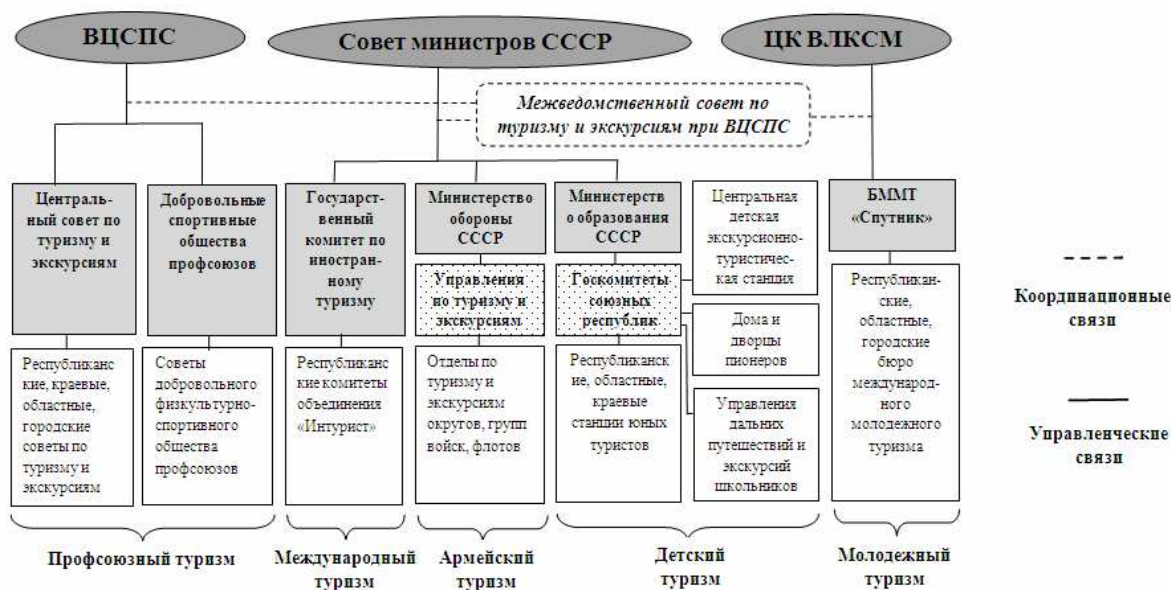 ВЦСПС
Совет министров СССР
ЦК ВЛКСМ
Межведомственный совет по
туризму и экскурсиям при ВЦСПС
Централь-
ный совет по
туризму и
экскурсиям
Добровольные
спортивные
общества
профсоюзов
Государст-
венный
комитет по
иностран-
ному
туризму
Министерство
обороны
СССР
Министерств
о образования
СССР
Центральная
детская
экскурсионно-
туристичес-
кая станция
БММТ
«Спутник»
Управления
по туризму и
экскурсиям
Госкомитеты
союзных
республик
Дома и
дворцы
пионеров
Республиканс
кие, краевые,
областные,
городские
советы по
туризму и
экскурсиям
Советы
добровольного
физкультурно-
спортивного
общества
профсоюзов
Республиканс
кие комитеты
объединения
«Интурист»
Отделы по
туризму и
экскурсиям
округов, групп
войск, флотов
Республиканск
ие, областные,
краевые
станции юных
туристов
Управления
дальних
путешествий и
экскурсий
школьников
Республикан-
ские,
областные,
городские
бюро
международ-
ного
молодежного
туризма
Координационные
связи
Управленческие
связи
Профсоюзный туризм
Международный
туризм
Армейский
туризм
Детский
туризм
Молодежный
туризм